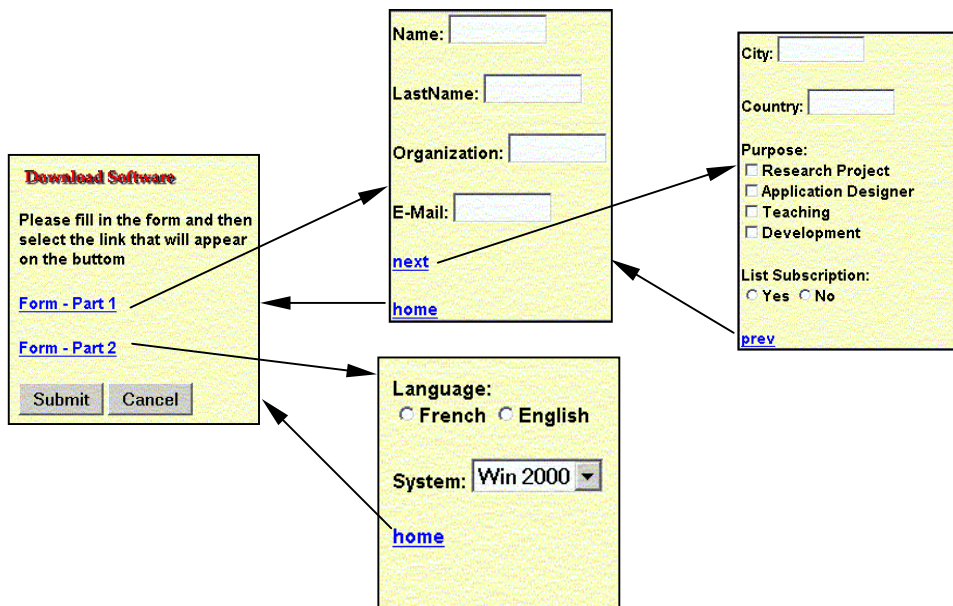 Download Software
Please fill in the form and then
select the link that will appear
on the buttom
Form - Part 1
Form - Part 2
Submit Cancel
Name:
LastName:
Organization:
E-Mail:
next
home
Language:
French English
System: Win 2000
home
City:
Country:
Purpose:
Research Project
Application Designer
Teaching
Development
List Subscription:
Yes No
prev